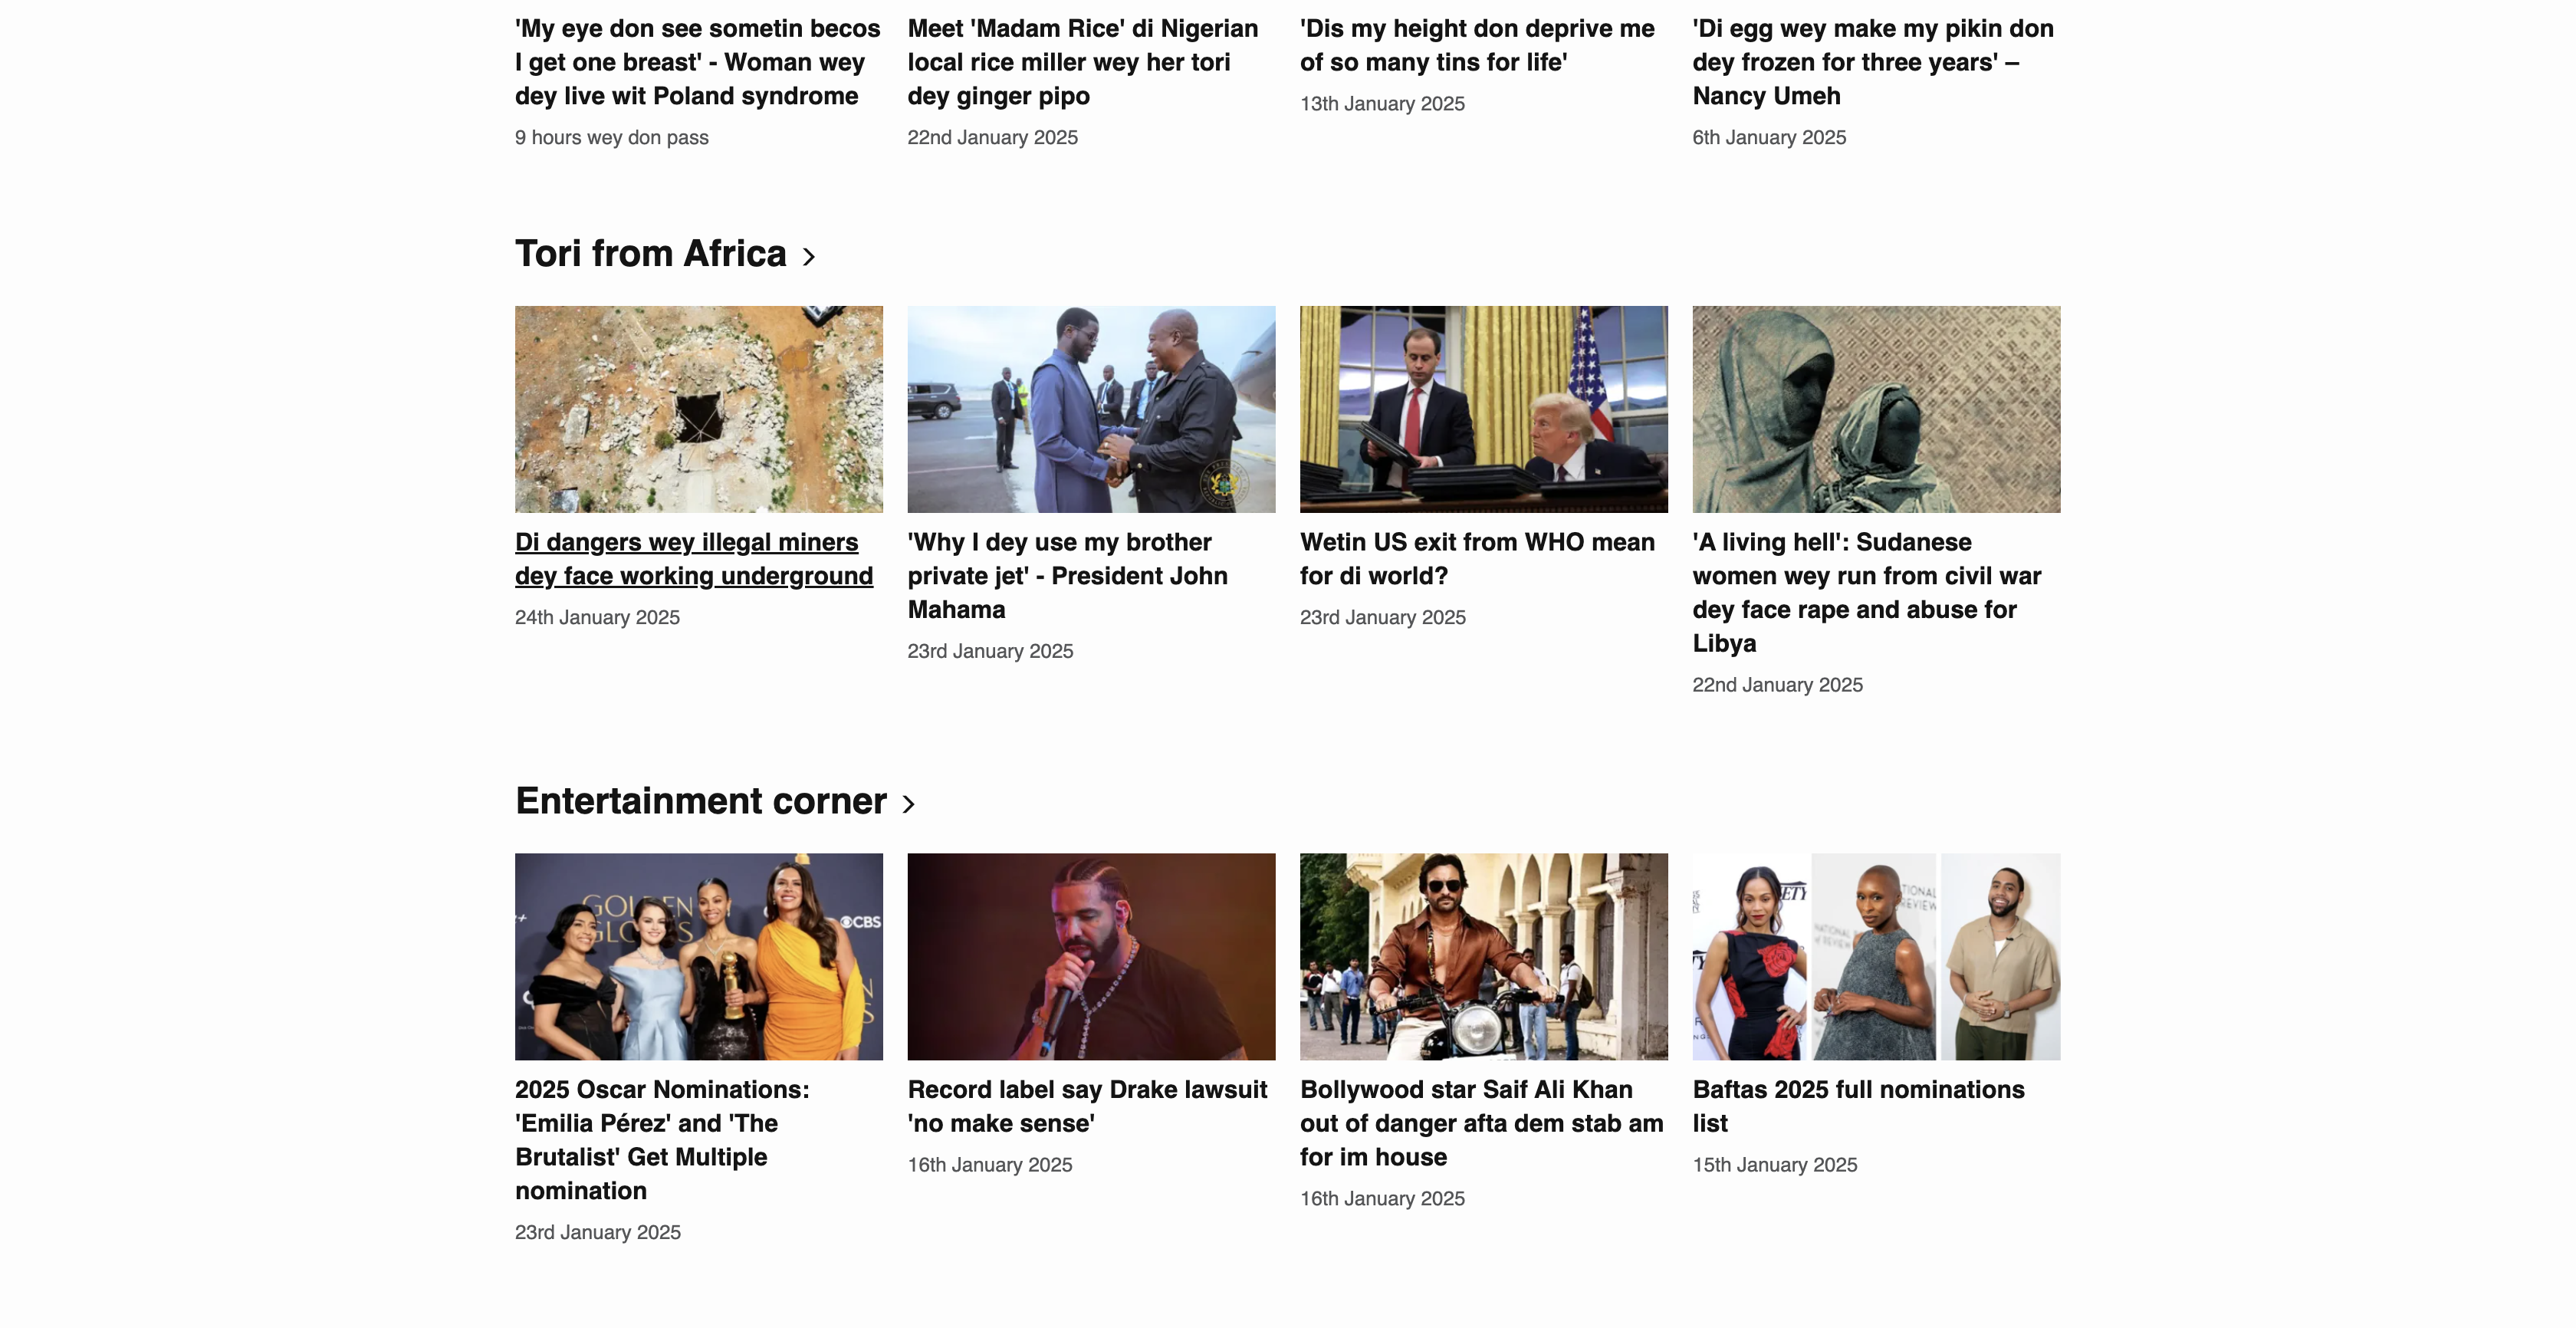 'My eye don see sometin becos
I get one breast' - Woman wey
dey live wit Poland syndrome
9 hours wey don pass
Meet 'Madam Rice' di Nigerian
local rice miller wey her tori
dey ginger pipo
22nd January 2025
'Dis my height don deprive me
of so many tins for life'
13th January 2025
'Di egg wey make my pikin don
dey frozen for three years' –
Nancy Umeh
6th January 2025
Tori from Africa
Di dangers wey illegal miners
dey face working underground
24th January 2025
'Why I dey use my brother
private jet' - President John
Mahama
23rd January 2025
Wetin US exit from WHO mean
for di world?
23rd January 2025
'A living hell': Sudanese
women wey run from civil war
dey face rape and abuse for
Libya
22nd January 2025
Entertainment corner
GOLDEN
GLOBES
CBS
2025 Oscar Nominations:
'Emilia Pérez' and 'The
Brutalist' Get Multiple
nomination
23rd January 2025
Record label say Drake lawsuit
'no make sense'
16th January 2025
Bollywood star Saif Ali Khan
out of danger afta dem stab am
for im house
16th January 2025
Baftas 2025 full nominations
list
15th January 2025